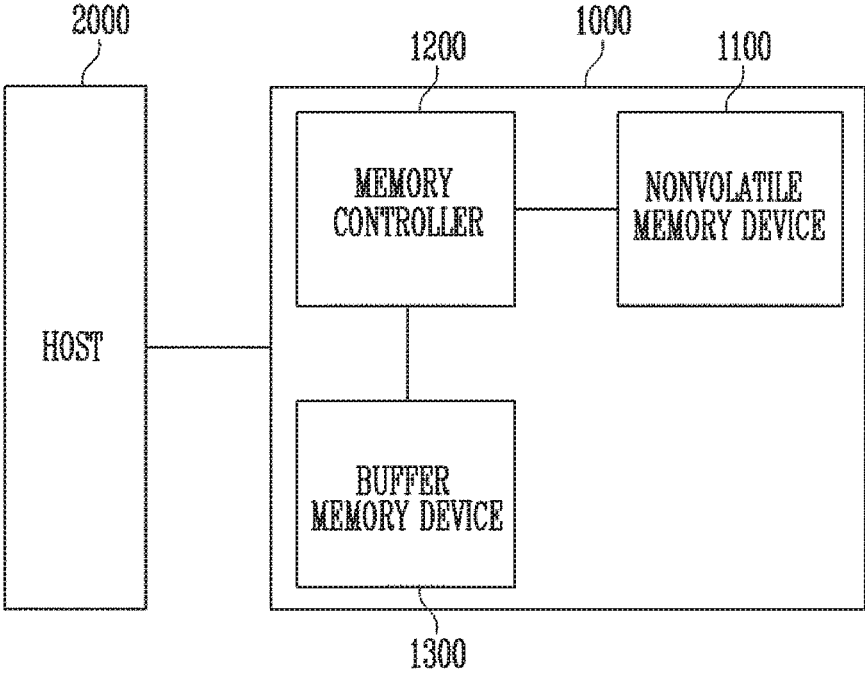 2000
1200
1000
1100
MEMORY
CONTROLLER
NONVOLATILE
MEMORY DEVICE
HOST
BUFFER
MEMORY DEVICE
1300